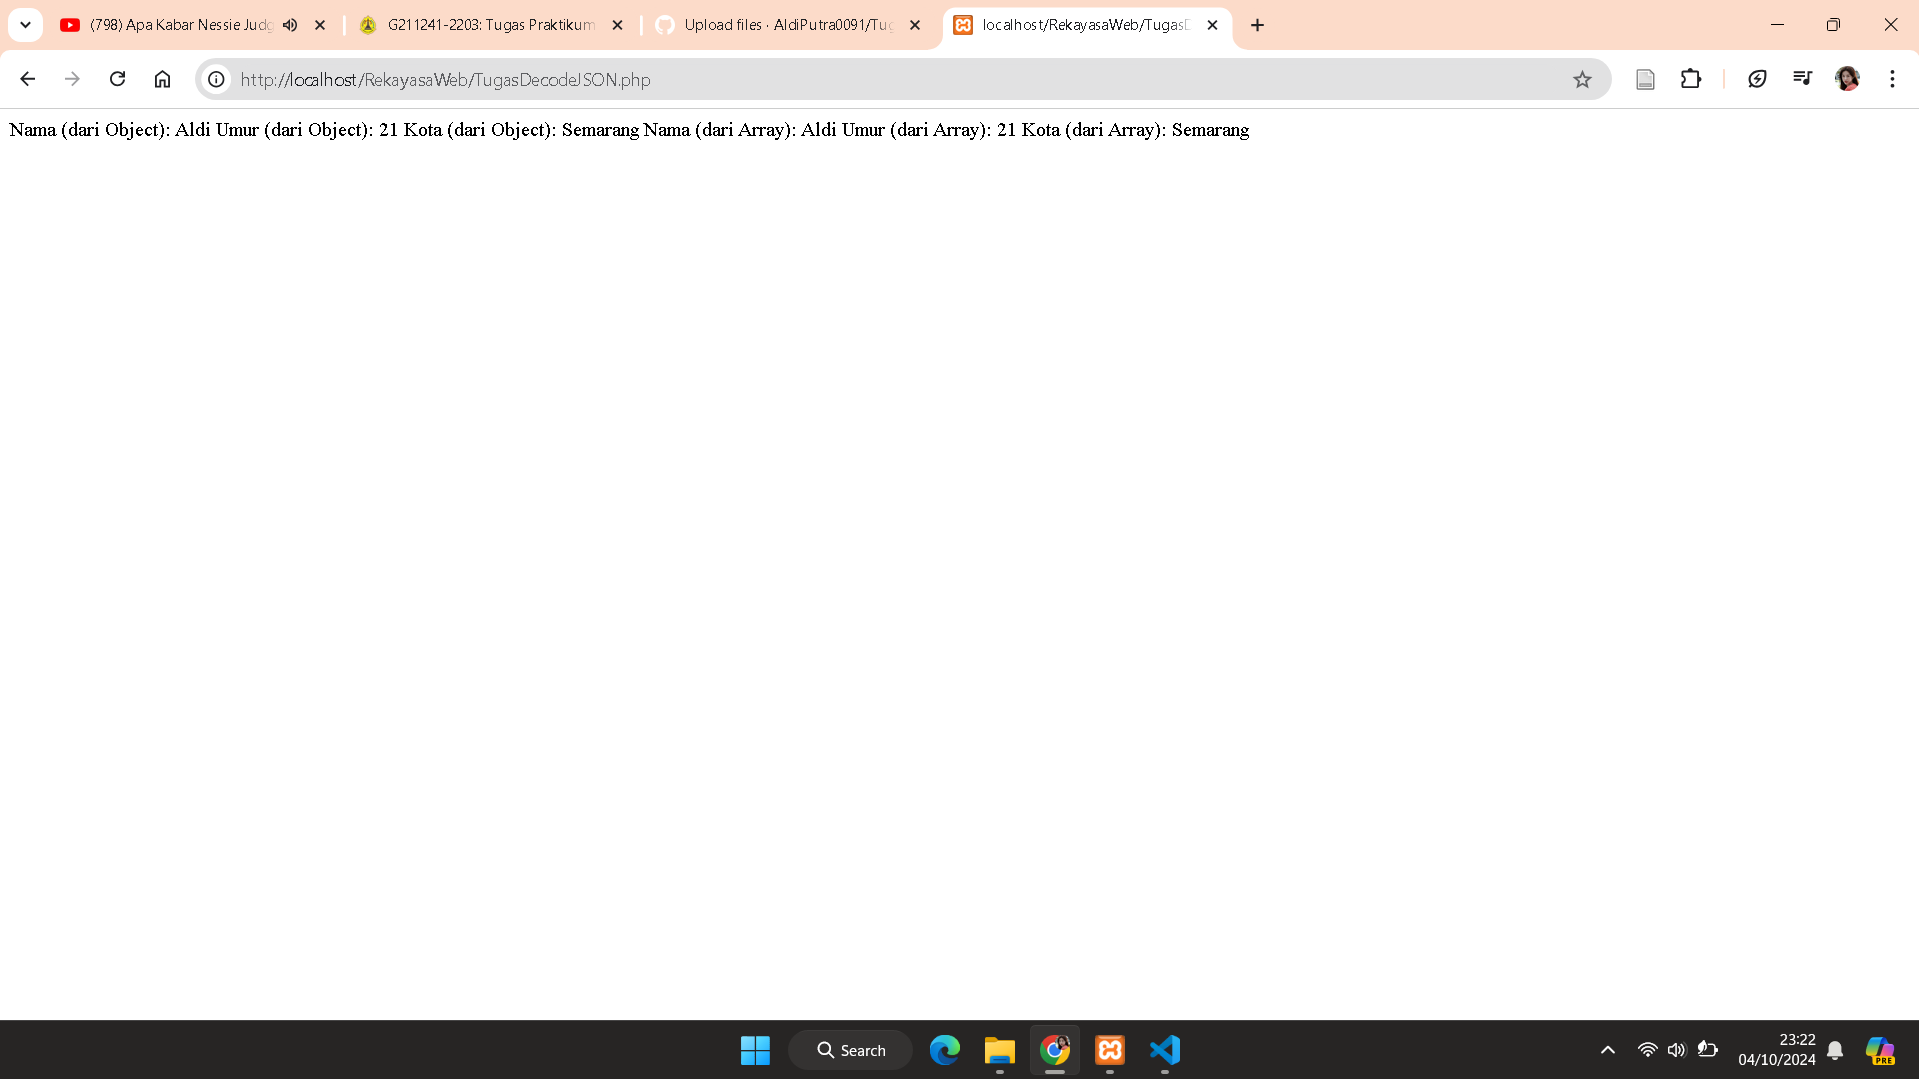 (798) Apa Kabar Nessie Judg
G211241-2203: Tugas Praktikum
Upload files · AldiPutra0091/Tug
localhost/RekayasaWeb/TugasD
http://localhost/RekayasaWeb/TugasDecodeJSON.php
Nama (dari Object): Aldi Umur (dari Object): 21 Kota (dari Object): Semarang Nama (dari Array): Aldi Umur (dari Array): 21 Kota (dari Array): Semarang
Search
23:22
04/10/2024
PRE